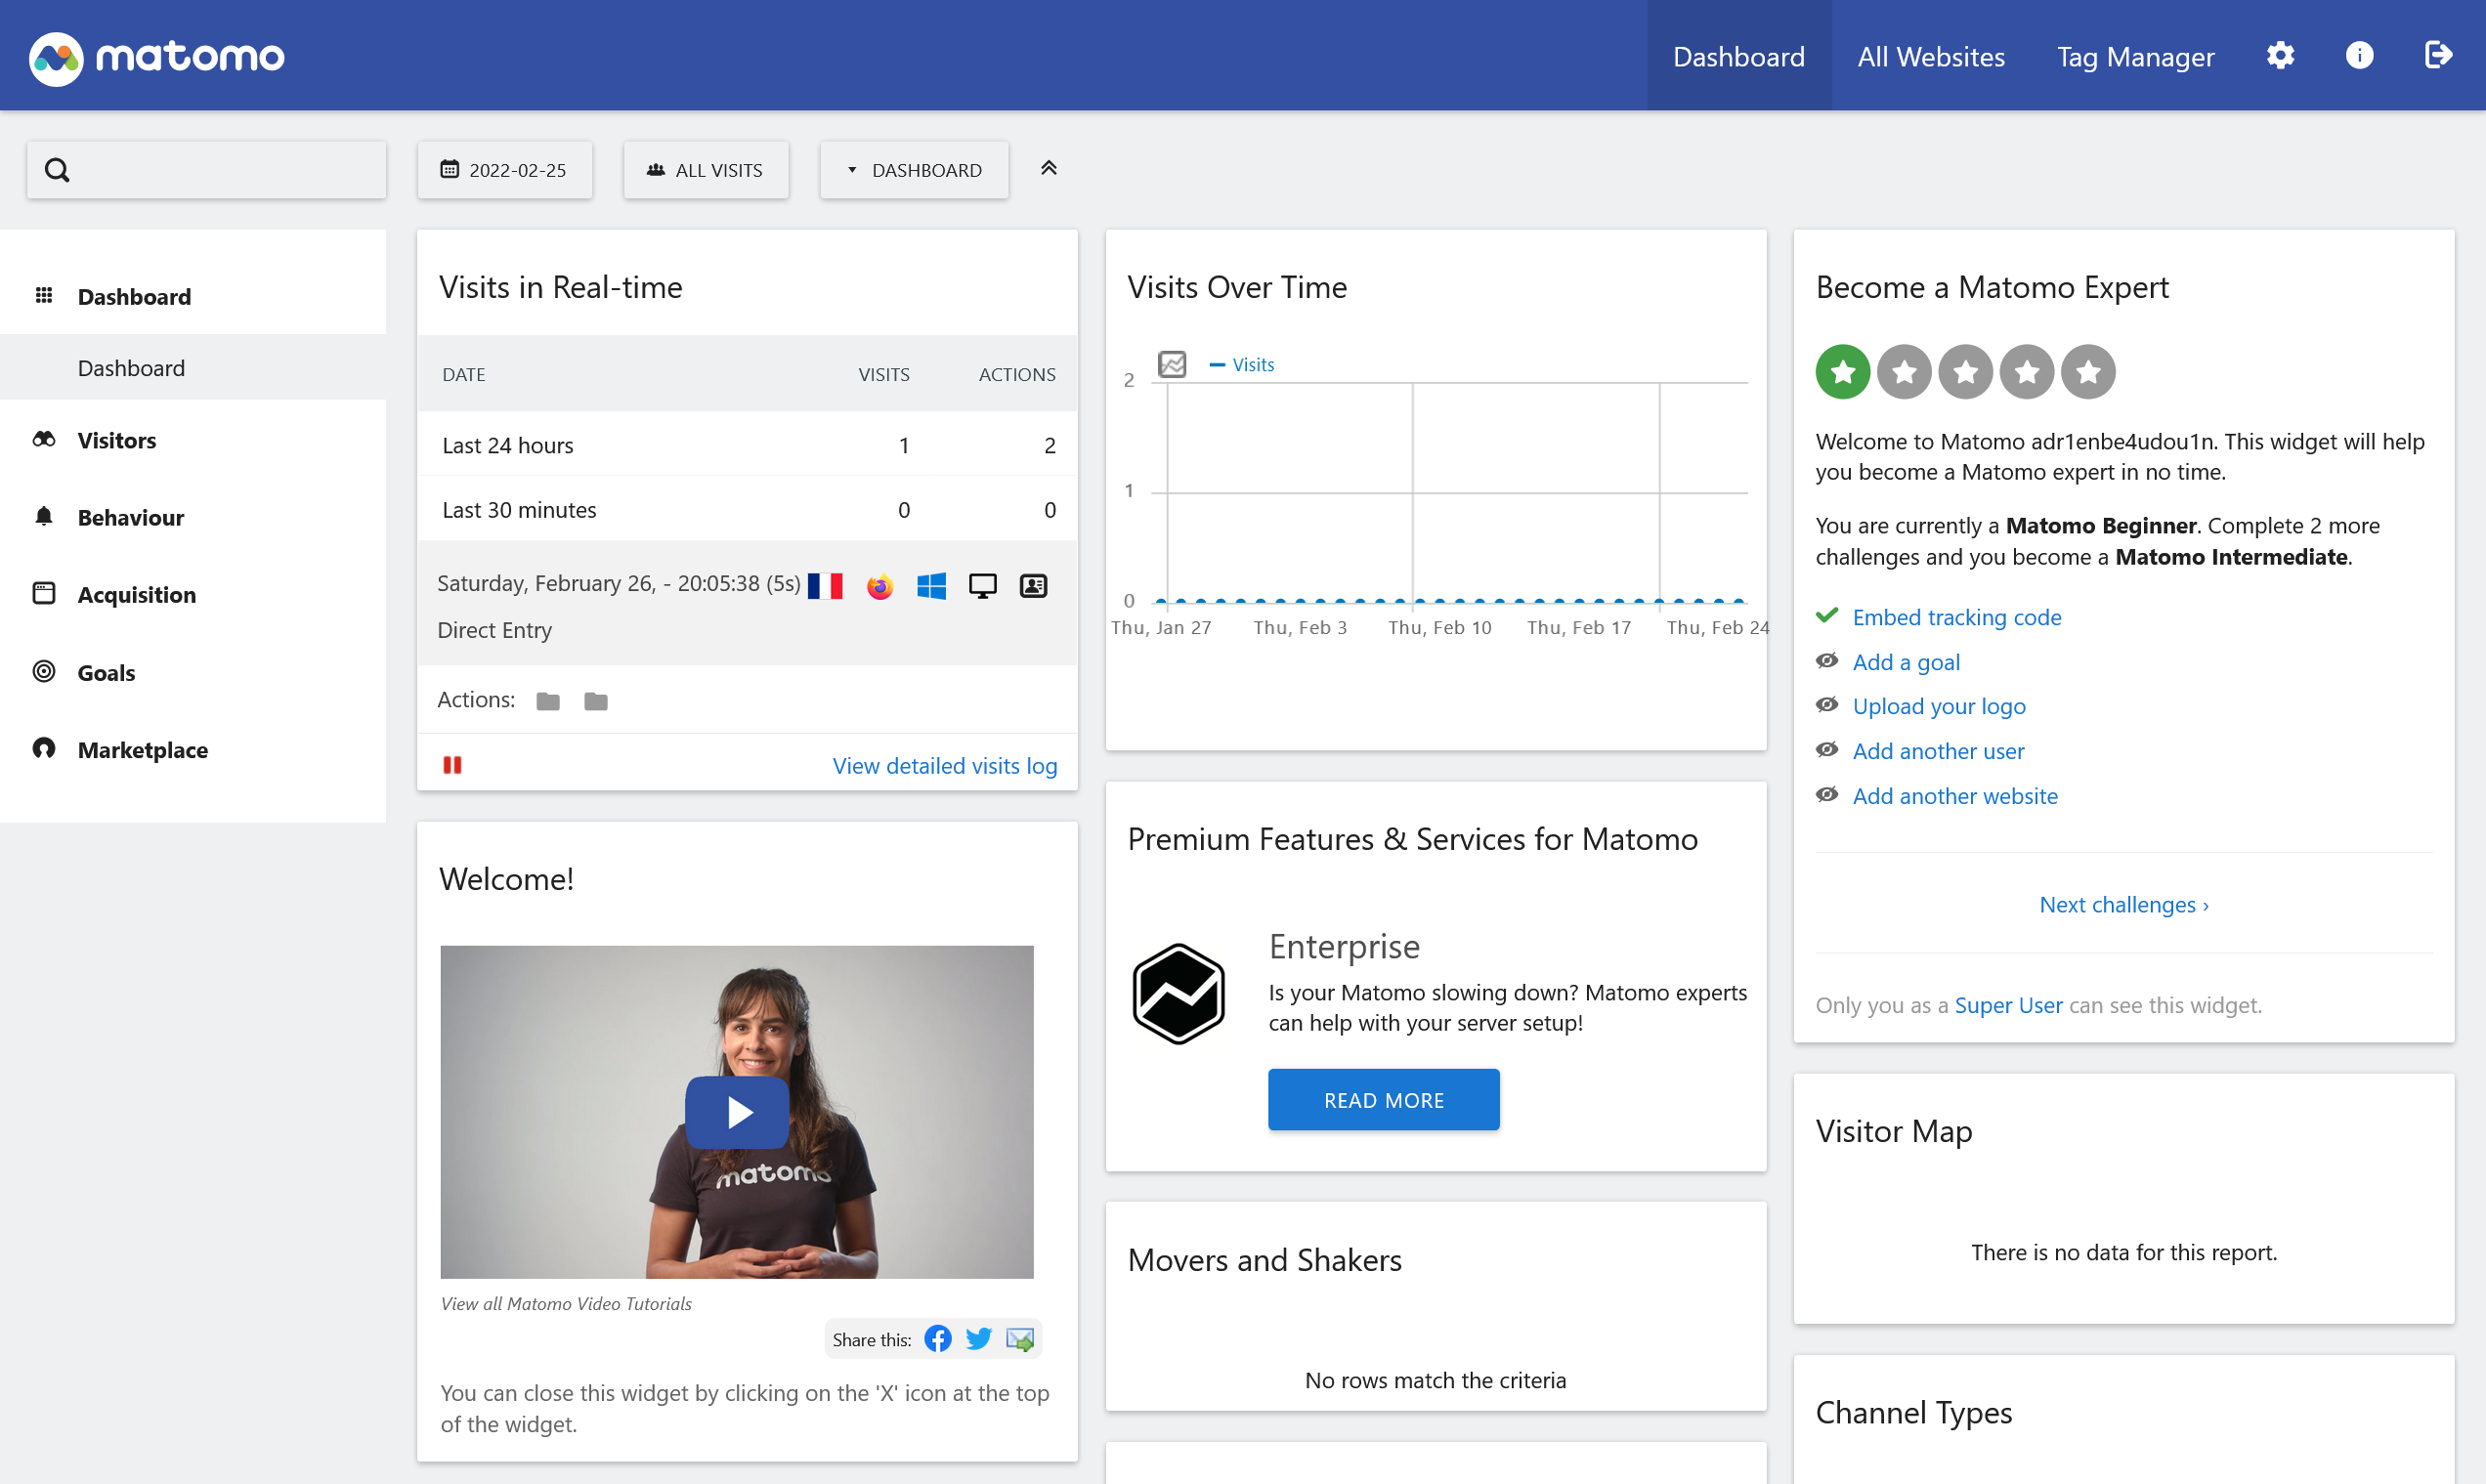 matomo
Dashboard
All Websites
Tag Manager
2022-02-25
ALL VISITS
DASHBOARD
Dashboard
Dashboard
Visitors
Behaviour
Acquisition
Goals
Marketplace
Visits in Real-time
DATE VISITS ACTIONS
Last 24 hours 1 2
Last 30 minutes 0 0
Saturday, February 26, - 20:05:38 (5s)
Direct Entry
Actions:
View detailed visits log
Welcome!
matomo
View all Matomo Video Tutorials
Share this:
You can close this widget by clicking on the 'X' icon at the top
of the widget.
Visits Over Time
Visits
2
1
0
Thu, Jan 27 Thu, Feb 3 Thu, Feb 10 Thu, Feb 17 Thu, Feb 24
Premium Features & Services for Matomo
Enterprise
Is your Matomo slowing down? Matomo experts
can help with your server setup!
READ MORE
Movers and Shakers
No rows match the criteria
Become a Matomo Expert
Welcome to Matomo adr1enbe4udou1n. This widget will help
you become a Matomo expert in no time.
You are currently a Matomo Beginner. Complete 2 more
challenges and you become a Matomo Intermediate.
Embed tracking code
Add a goal
Upload your logo
Add another user
Add another website
Next challenges ›
Only you as a Super User can see this widget.
Visitor Map
There is no data for this report.
Channel Types